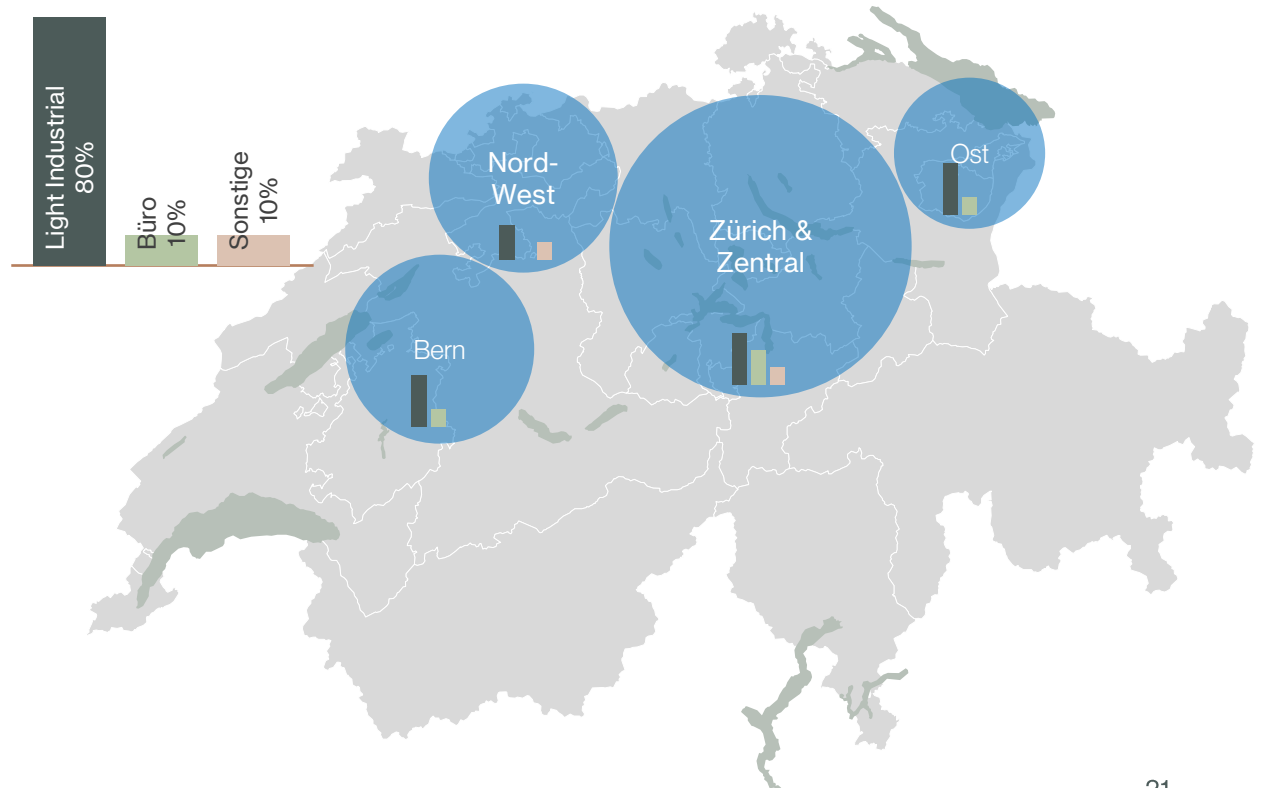 Light Industrial
80%
Büro
10%
Sonstige
10%
Nord-
West
Ost
Zürich &
Zentral
Bern